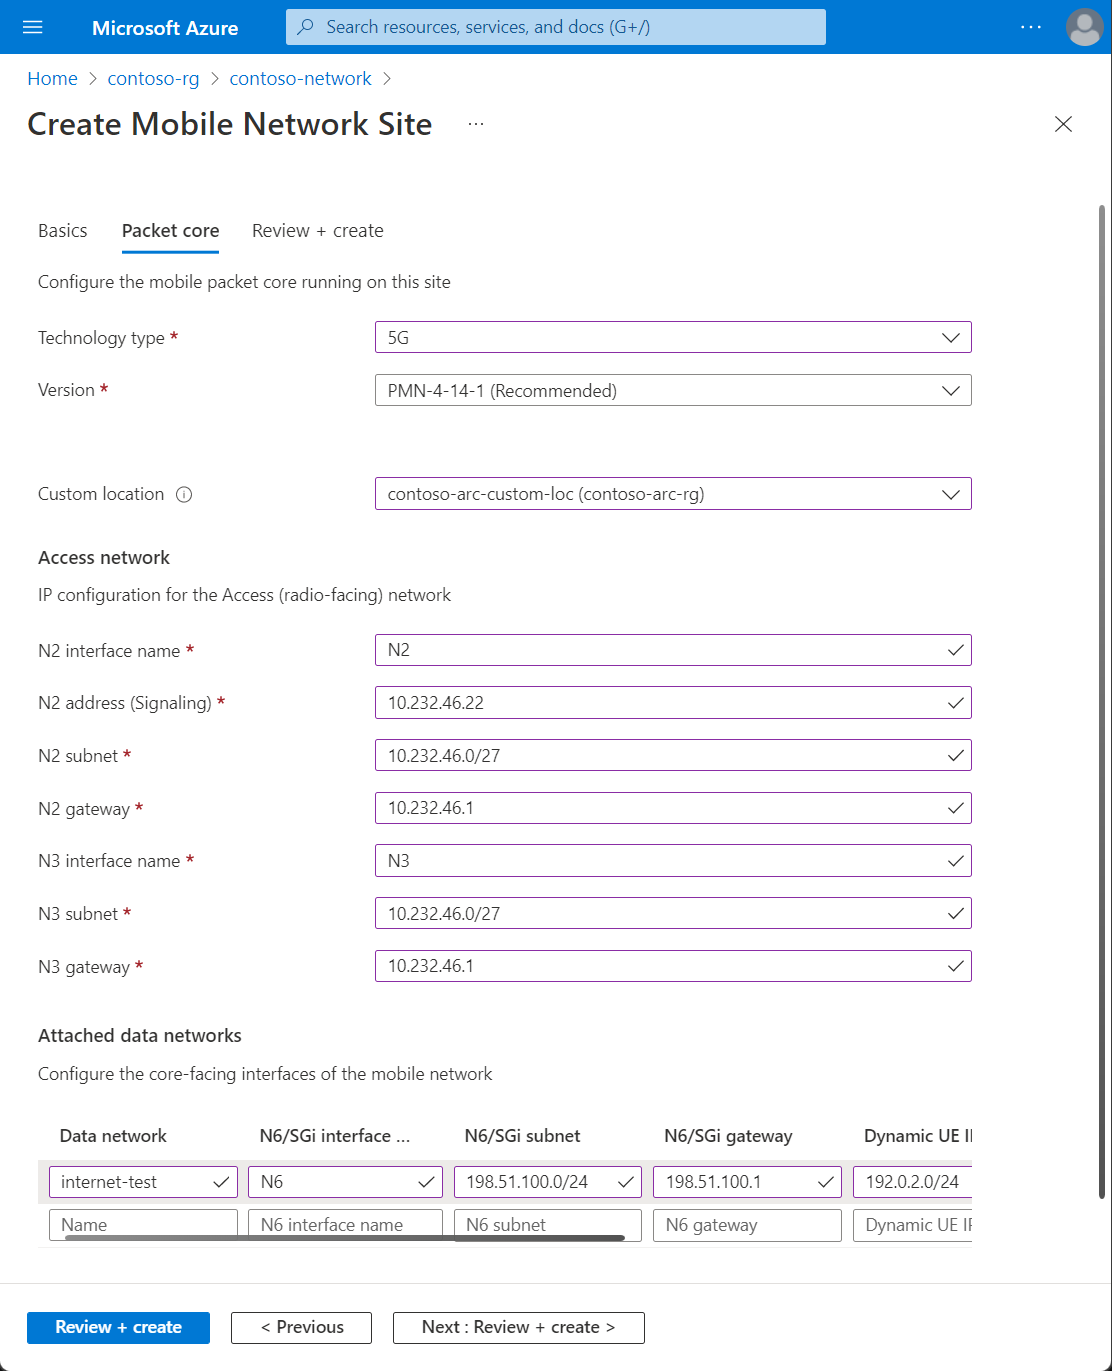 Microsoft Azure
Search resources, services, and docs (G+/)
Home > contoso-rg > contoso-network >
Create Mobile Network Site ...
Basics Packet core Review + create
Configure the mobile packet core running on this site
Technology type * 5G
Version * PMN-4-14-1 (Recommended)
Custom location contoso-arc-custom-loc (contoso-arc-rg)
Access network
IP configuration for the Access (radio-facing) network
N2 interface name * N2
N2 address (Signaling) * 10.232.46.22
N2 subnet * 10.232.46.0/27
N2 gateway * 10.232.46.1
N3 interface name * N3
N3 subnet * 10.232.46.0/27
N3 gateway * 10.232.46.1
Attached data networks
Configure the core-facing interfaces of the mobile network
Data network N6/SGi interface ... N6/SGi subnet N6/SGi gateway Dynamic UE
internet-test N6 198.51.100.0/24 198.51.100.1 192.0.2.0/24
Name N6 interface name N6 subnet N6 gateway Dynamic UE
Review + create < Previous Next : Review + create >